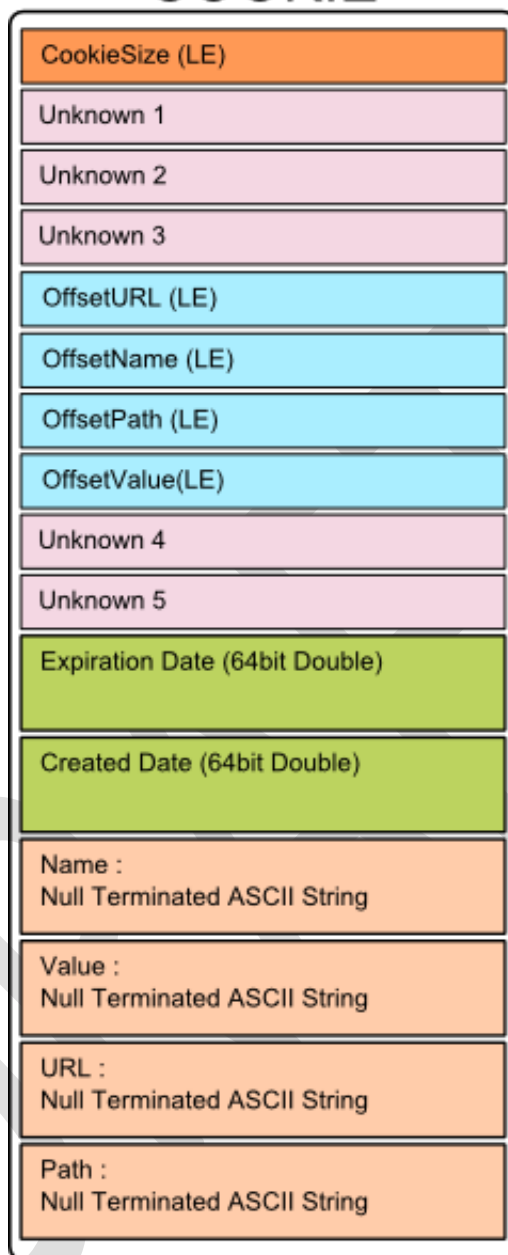 CookieSize (LE)
Unknown 1
Unknown 2
Unknown 3
OffsetURL (LE)
OffsetName (LE)
OffsetPath (LE)
OffsetValue(LE)
Unknown 4
Unknown 5
Expiration Date (64bit Double)
Created Date (64bit Double)
Name :
Null Terminated ASCII String
Value :
Null Terminated ASCII String
URL :
Null Terminated ASCII String
Path :
Null Terminated ASCII String